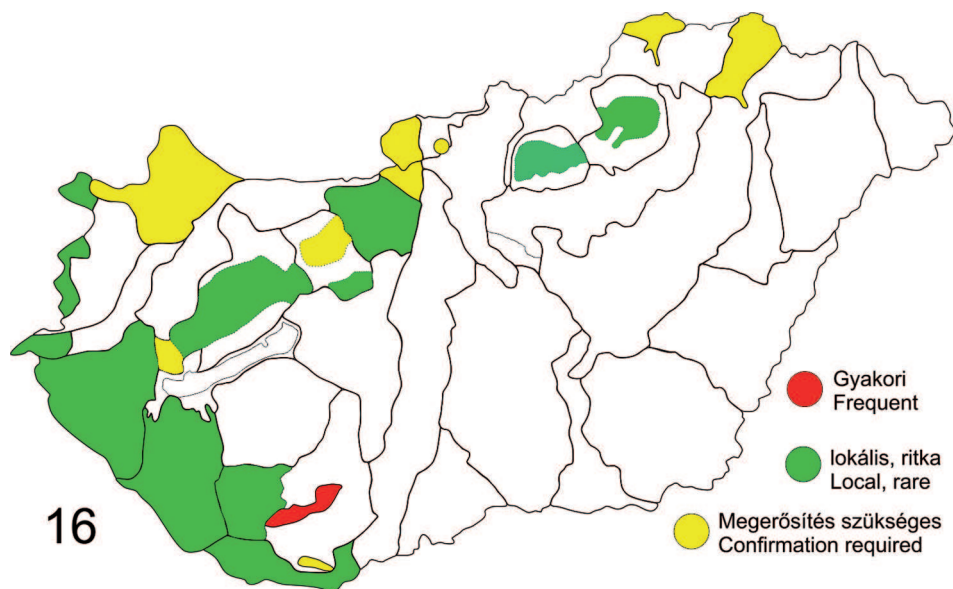 Gyakori
Frequent
lokális, ritka
Local, rare
Megerősítés szükséges
Confirmation required
16